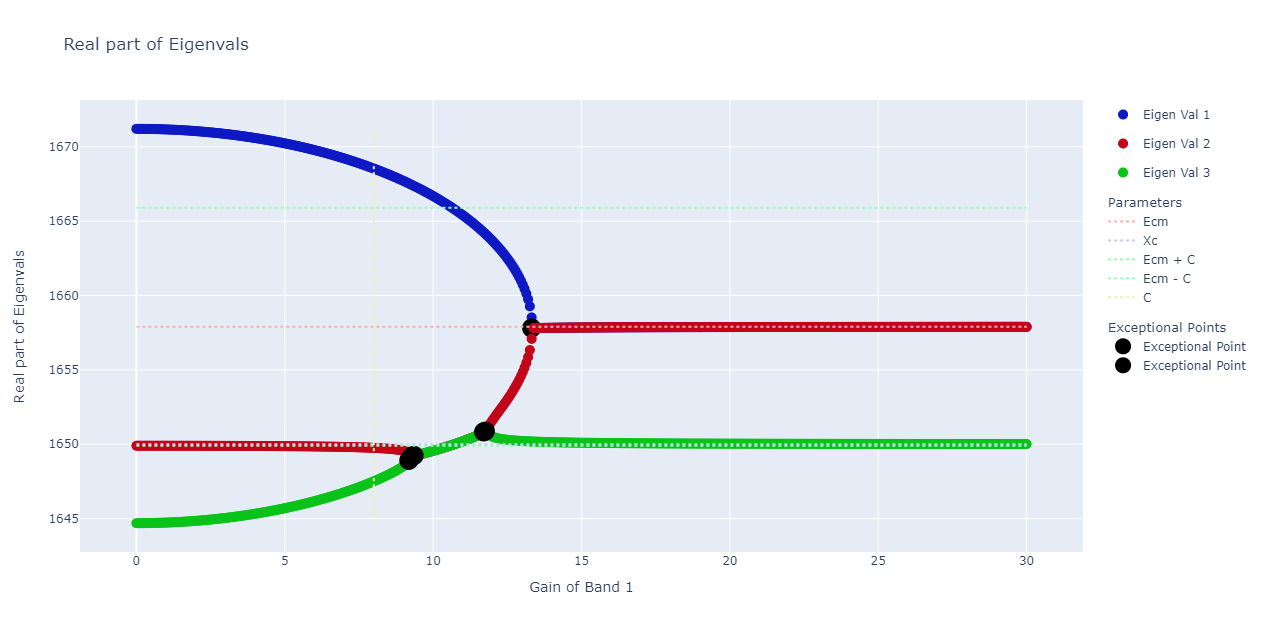 Real part of Eigenvals
Real part of Eigenvals
1670
1665
1660
1655
1650
1645
0 5 10 15 20 25 30
Gain of Band 1
Eigen Val 1
Eigen Val 2
Eigen Val 3
Parameters
Ecm
Xc
Ecm + C
Ecm - C
C
Exceptional Points
Exceptional Point
Exceptional Point